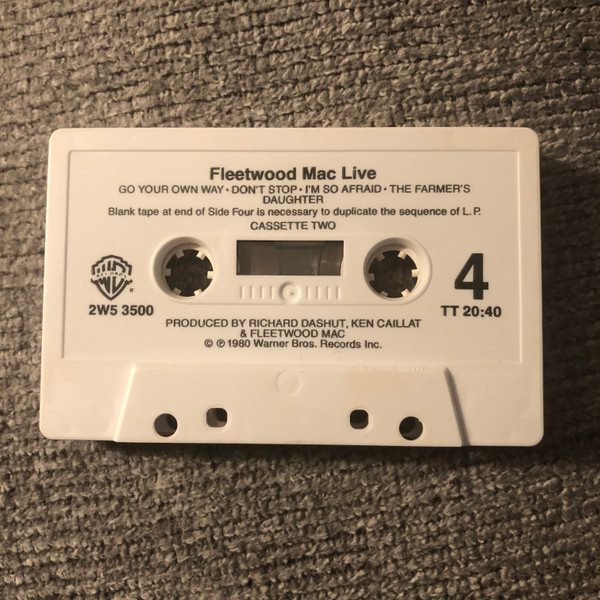 Fleetwood Mac Live
GO YOUR OWN WAY • DON'T STOP • I'M SO AFRAID • THE FARMER'S
DAUGHTER
Blank tape at end of Side Four is necessary to duplicate the sequence of L.P.
CASSETTE TWO
RECORDS
®
2W5 3500
4
TT 20:40
PRODUCED BY RICHARD DASHUT, KEN CAILLAT
& FLEETWOOD MAC
© ℗ 1980 Warner Bros. Records Inc.